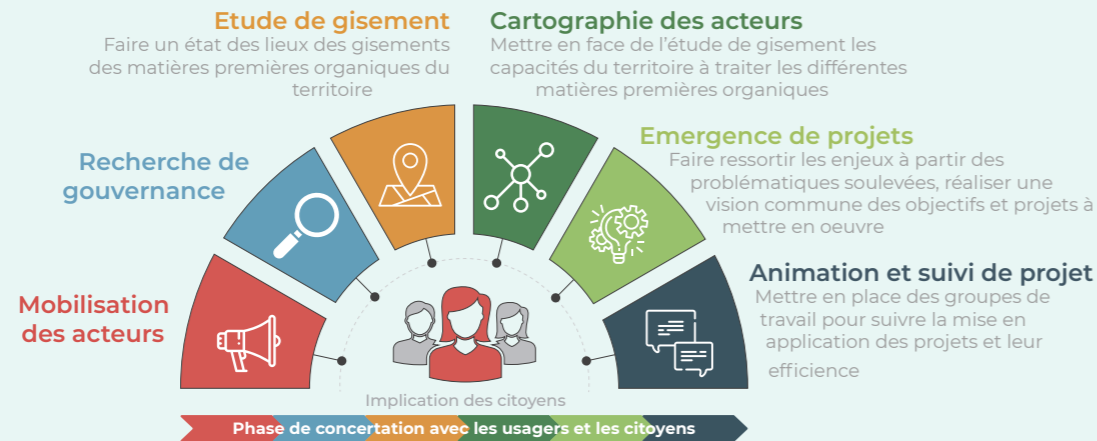 Etude de gisement
Faire un état des lieux des gisements
des matières premières organiques du
territoire
Cartographie des acteurs
Mettre en face de l'étude de gisement les
capacités du territoire à traiter les différentes
matières premières organiques
Recherche de
gouvernance
Emergence de projets
Faire ressortir les enjeux à partir des
problématiques soulevées, réaliser une
vision commune des objectifs et projets à
mettre en oeuvre
Mobilisation
des acteurs
Animation et suivi de projet
Mettre en place des groupes de
travail pour suivre la mise en
application des projets et leur
efficience
Implication des citoyens
Phase de concertation avec les usagers et les citoyens